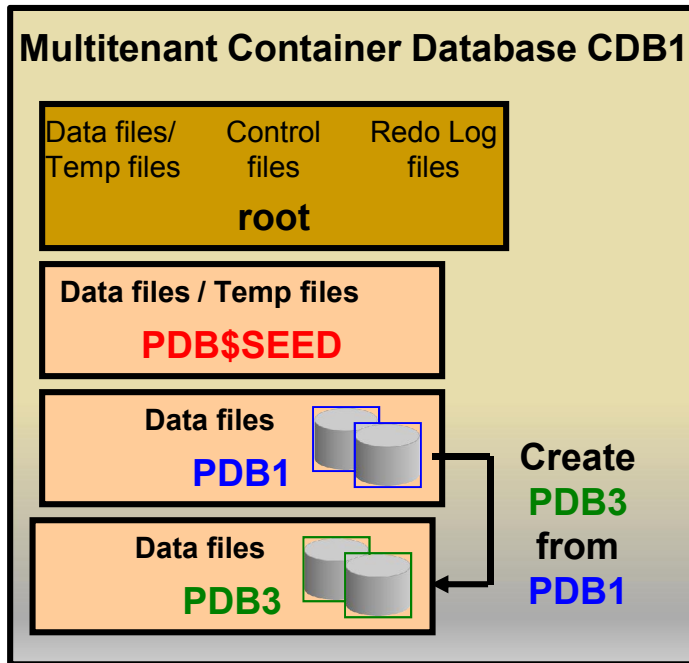 Multitenant Container Database CDB1
Data files/
Temp files
Control
files
Redo Log
files
root
Data files / Temp files
PDB$SEED
Data files
PDB1
Data files
PDB3
Create
PDB3
from
PDB1